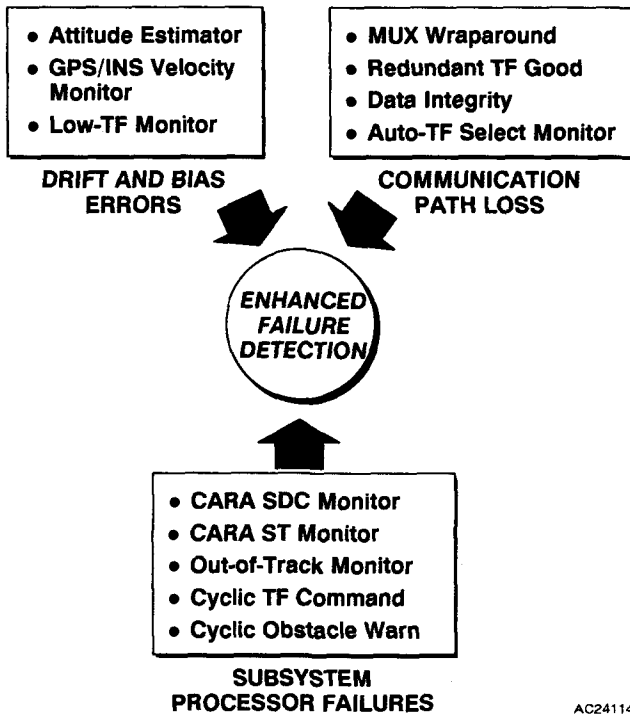 • Attitude Estimator
• GPS/INS Velocity
Monitor
• Low-TF Monitor
DRIFT AND BIAS
ERRORS
• MUX Wraparound
• Redundant TF Good
• Data Integrity
• Auto-TF Select Monitor
COMMUNICATION
PATH LOSS
ENHANCED
FAILURE
DETECTION
• CARA SDC Monitor
• CARA ST Monitor
• Out-of-Track Monitor
• Cyclic TF Command
• Cyclic Obstacle Warn
SUBSYSTEM
PROCESSOR FAILURES
AC24114